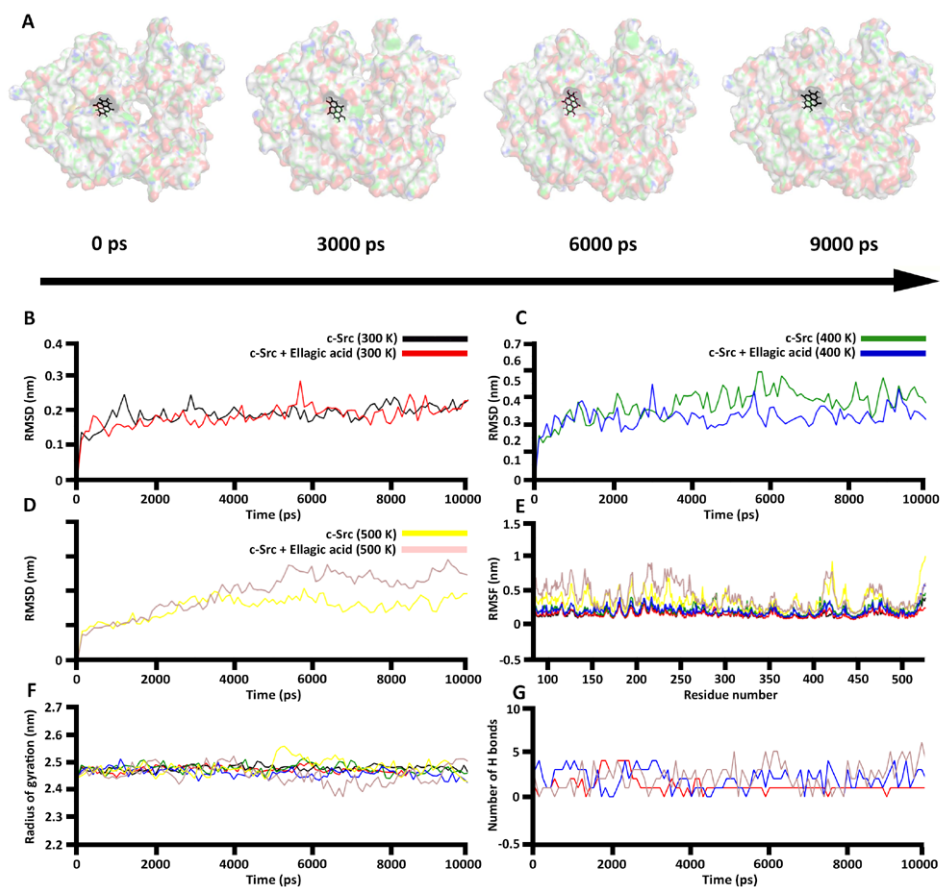 A
0 ps 3000 ps 6000 ps 9000 ps
B
c-Src (300 K)
c-Src + Ellagic acid (300 K)
RMSD (nm)
0.4
0.3
0.2
0.1
0
0 2000 4000 6000 8000 10000
Time (ps)
C
c-Src (400 K)
c-Src + Ellagic acid (400 K)
RMSD (nm)
0.7
0.6
0.5
0.4
0.3
0.2
0.1
0
0 2000 4000 6000 8000 10000
Time (ps)
D
c-Src (500 K)
c-Src + Ellagic acid (500 K)
RMSD (nm)
0
0 2000 4000 6000 8000 10000
Time (ps)
E
RMSF (nm)
1.5
1
0.5
0
-0.5
100 150 200 250 300 350 400 450 500
Residue number
F
Radius of gyration (nm)
2.7
2.6
2.5
2.4
2.3
2.2
0 2000 4000 6000 8000 10000
Time (ps)
G
Number of H bonds
10
5
0
-0.5
0 2000 4000 6000 8000 10000
Time (ps)